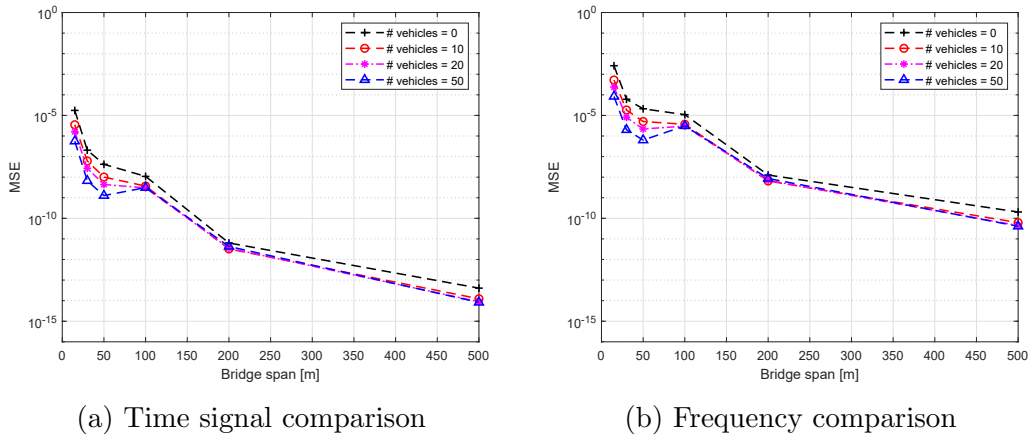 10^0
10^-5
10^-10
10^-15
MSE
0 50 100 150 200 250 300 350 400 450 500
Bridge span [m]
# vehicles = 0
# vehicles = 10
# vehicles = 20
# vehicles = 50
(a) Time signal comparison
10^0
10^-5
10^-10
10^-15
MSE
0 50 100 150 200 250 300 350 400 450 500
Bridge span [m]
# vehicles = 0
# vehicles = 10
# vehicles = 20
# vehicles = 50
(b) Frequency comparison